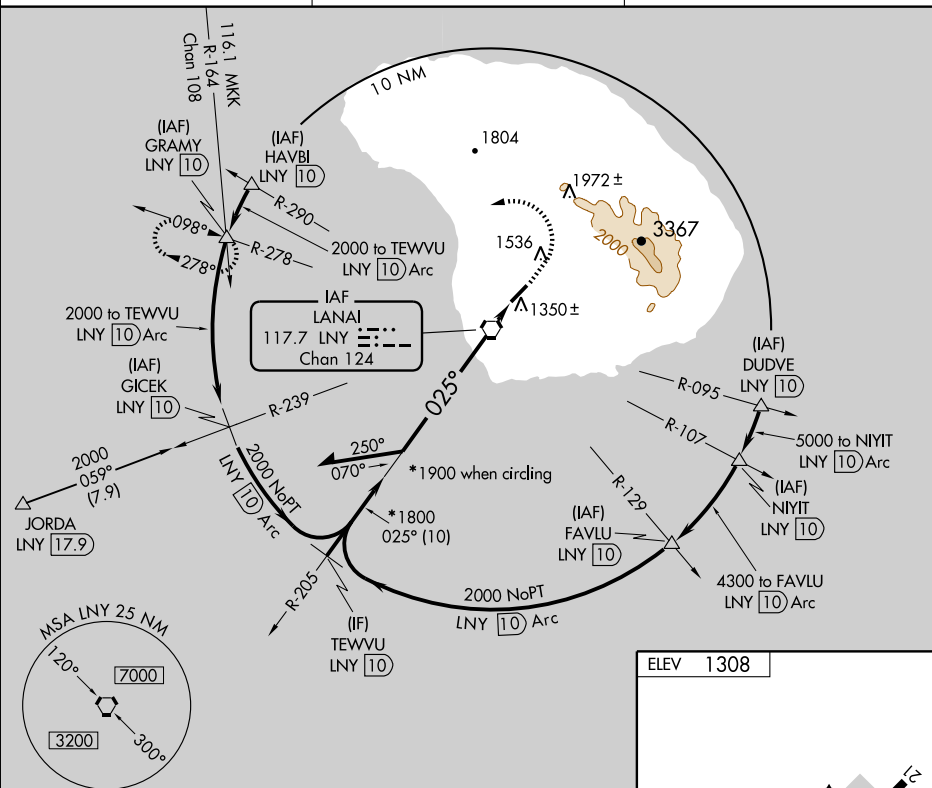 116.1 MKK
R-164
Chan 108
10 NM
(IAF)
GRAMY
LNY 10
(IAF)
HAVBI
LNY 10
R-290
1804
1972 ±
3367
2000
1536
1350 ±
098°
278°
R-278
2000 to TEWVU
LNY 10 Arc
2000 to TEWVU
LNY 10 Arc
IAF
LANAI
117.7 LNY
Chan 124
(IAF)
GICEK
LNY 10
R-239
025°
(IAF)
DUDVE
LNY 10
R-095
R-107
5000 to NIYIT
LNY 10 Arc
2000
059°
(7.9)
JORDA
LNY 17.9
2000 NoPT
LNY 10 Arc
250°
070°
*1900 when circling
*1800
025° (10)
R-129
(IAF)
NIYIT
LNY 10
(IAF)
FAVLU
LNY 10
4300 to FAVLU
LNY 10 Arc
2000 NoPT
LNY 10 Arc
R-205
(IF)
TEWVU
LNY 10
MSA LNY 25 NM
120°
7000
3200
300°
ELEV 1308
21